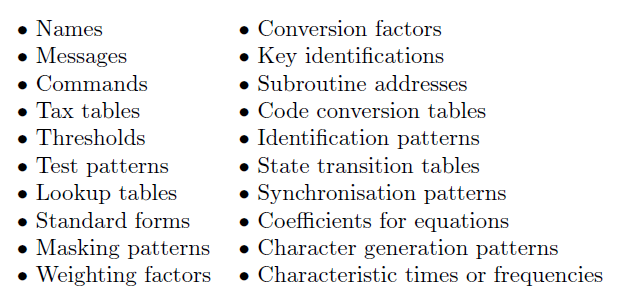 • Names
• Messages
• Commands
• Tax tables
• Thresholds
• Test patterns
• Lookup tables
• Standard forms
• Masking patterns
• Weighting factors
• Conversion factors
• Key identifications
• Subroutine addresses
• Code conversion tables
• Identification patterns
• State transition tables
• Synchronisation patterns
• Coefficients for equations
• Character generation patterns
• Characteristic times or frequencies